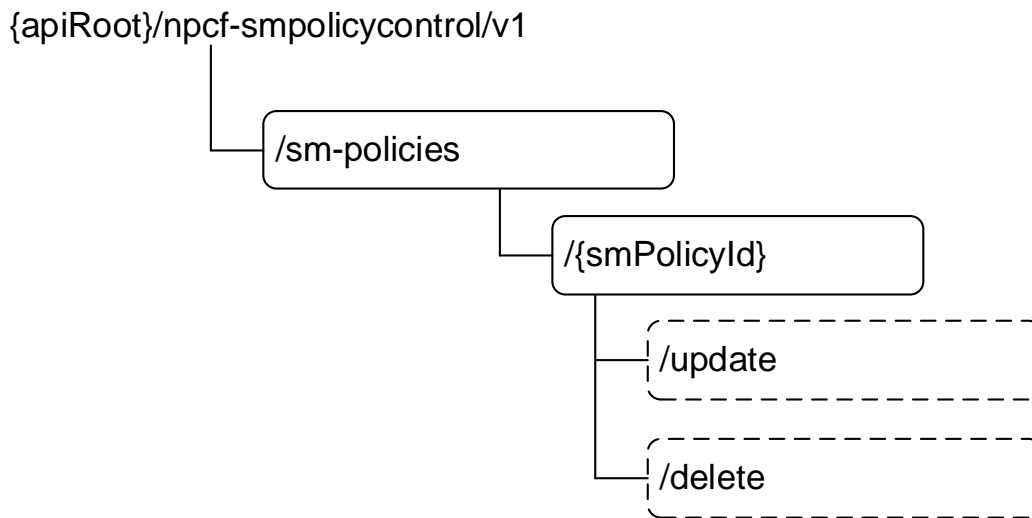 {apiRoot}/npcf-smpolicycontrol/v1
/sm-policies
/{smPolicyId}
/update
/delete